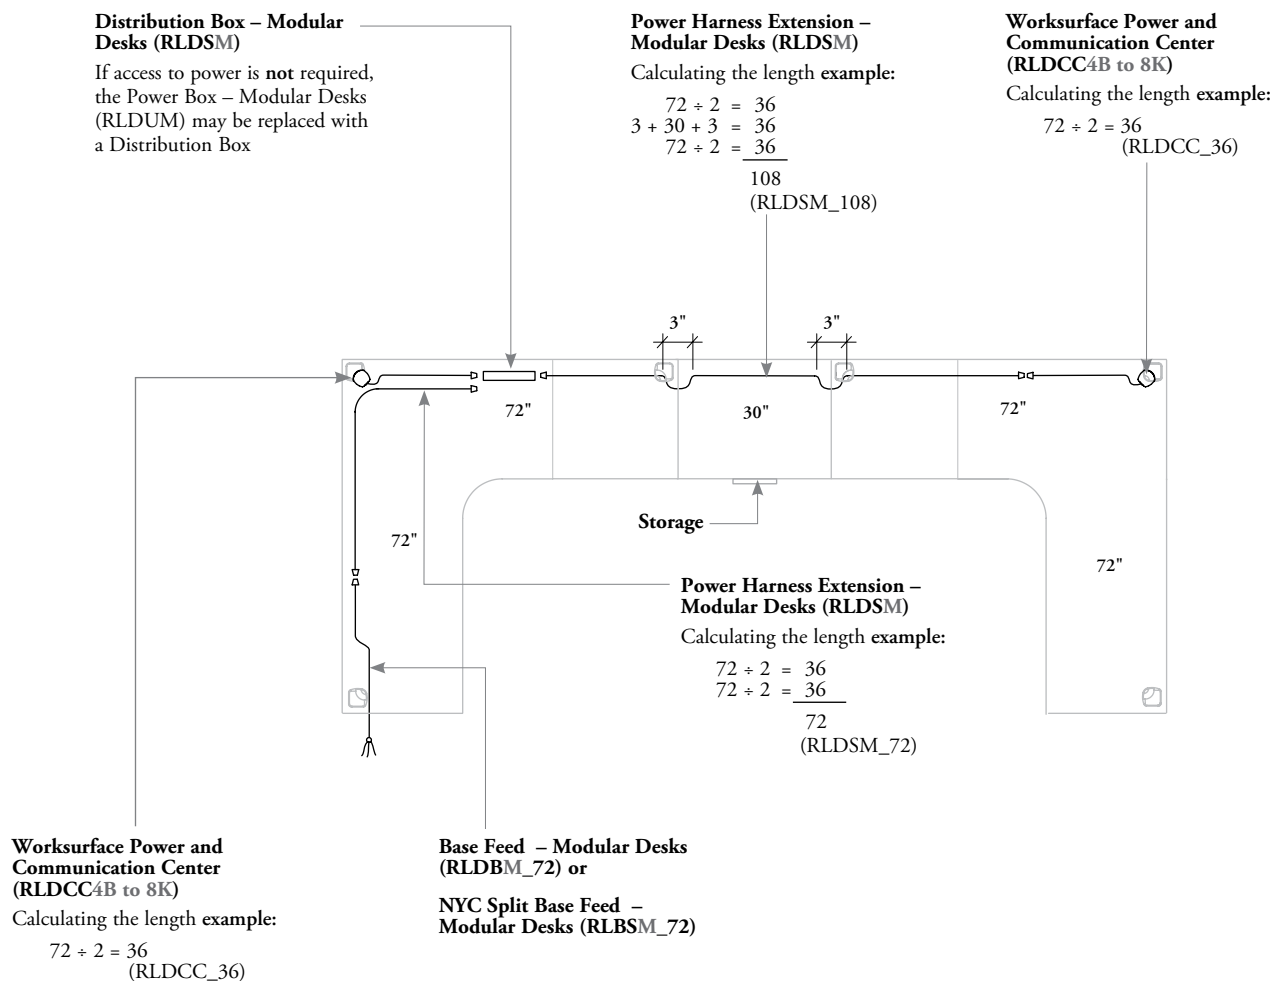 Distribution Box – Modular
Desks (RLDSM)
If access to power is not required,
the Power Box – Modular Desks
(RLDUM) may be replaced with
a Distribution Box
Power Harness Extension –
Modular Desks (RLDSM)
Calculating the length example:
72 ÷ 2 = 36
3 + 30 + 3 = 36
72 ÷ 2 = 36
108
(RLDSM_108)
Worksurface Power and
Communication Center
(RLDCC4B to 8K)
Calculating the length example:
72 ÷ 2 = 36
(RLDCC_36)
3"
3"
72"
30"
72"
Storage
72"
72"
Power Harness Extension –
Modular Desks (RLDSM)
Calculating the length example:
72 ÷ 2 = 36
72 ÷ 2 = 36
72
(RLDSM_72)
Worksurface Power and
Communication Center
(RLDCC4B to 8K)
Calculating the length example:
72 ÷ 2 = 36
(RLDCC_36)
Base Feed – Modular Desks
(RLDBM_72) or
NYC Split Base Feed –
Modular Desks (RLBSM_72)